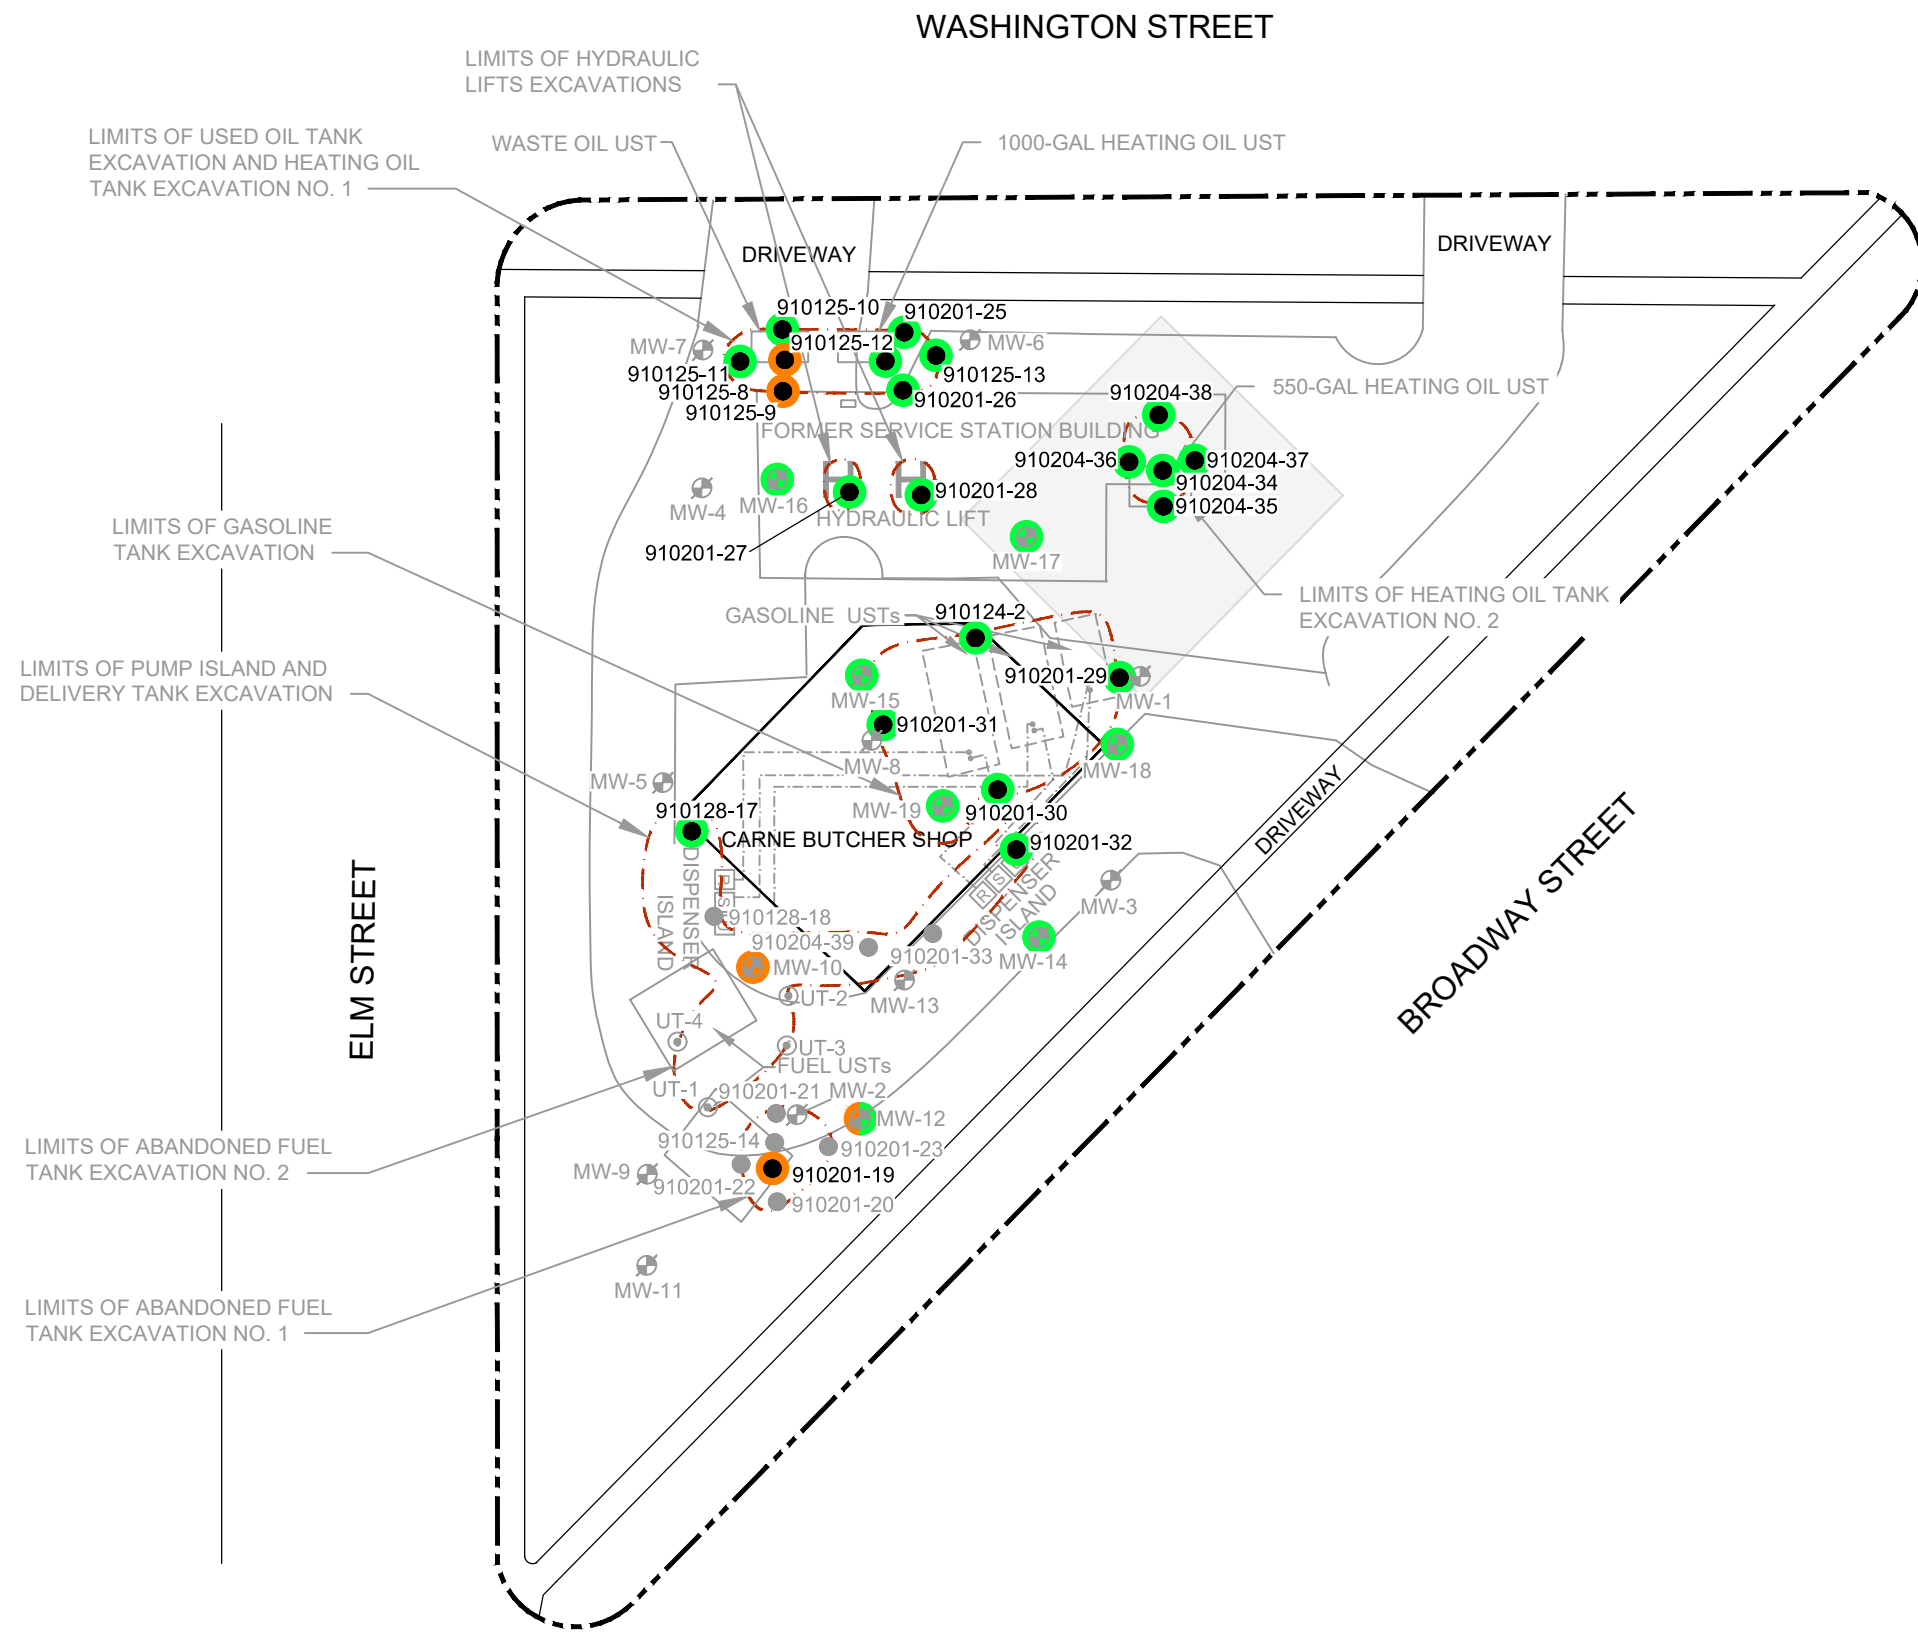 WASHINGTON STREET
LIMITS OF HYDRAULIC
LIFTS EXCAVATIONS
LIMITS OF USED OIL TANK
EXCAVATION AND HEATING OIL
TANK EXCAVATION NO. 1
WASTE OIL UST
1000-GAL HEATING OIL UST
DRIVEWAY
DRIVEWAY
910125-10
910201-25
910125-12
MW-7
MW-6
910125-11
910125-13
910125-8
910201-26
910125-9
550-GAL HEATING OIL UST
910204-38
FORMER SERVICE STATION BUILDING
910204-36
910204-37
910204-34
910204-35
MW-4
MW-16
910201-28
HYDRAULIC LIFT
910201-27
MW-17
LIMITS OF GASOLINE
TANK EXCAVATION
LIMITS OF HEATING OIL TANK
EXCAVATION NO. 2
GASOLINE USTs
910124-2
LIMITS OF PUMP ISLAND AND
DELIVERY TANK EXCAVATION
910201-29
MW-1
MW-15
910201-31
MW-8
MW-18
MW-5
910128-17
MW-19
910201-30
CARNE BUTCHER SHOP
910201-32
DRIVEWAY
DISPENSER
ISLAND
R
S
R
S
DISPENSER
ISLAND
MW-3
ELM STREET
BROADWAY STREET
910128-18
910204-39
910201-33
MW-14
MW-10
MW-13
UT-2
UT-4
UT-3
FUEL USTs
UT-1
910201-21
MW-2
MW-12
910125-14
910201-23
LIMITS OF ABANDONED FUEL
TANK EXCAVATION NO. 2
MW-9
910201-22
910201-19
910201-20
MW-11
LIMITS OF ABANDONED FUEL
TANK EXCAVATION NO. 1